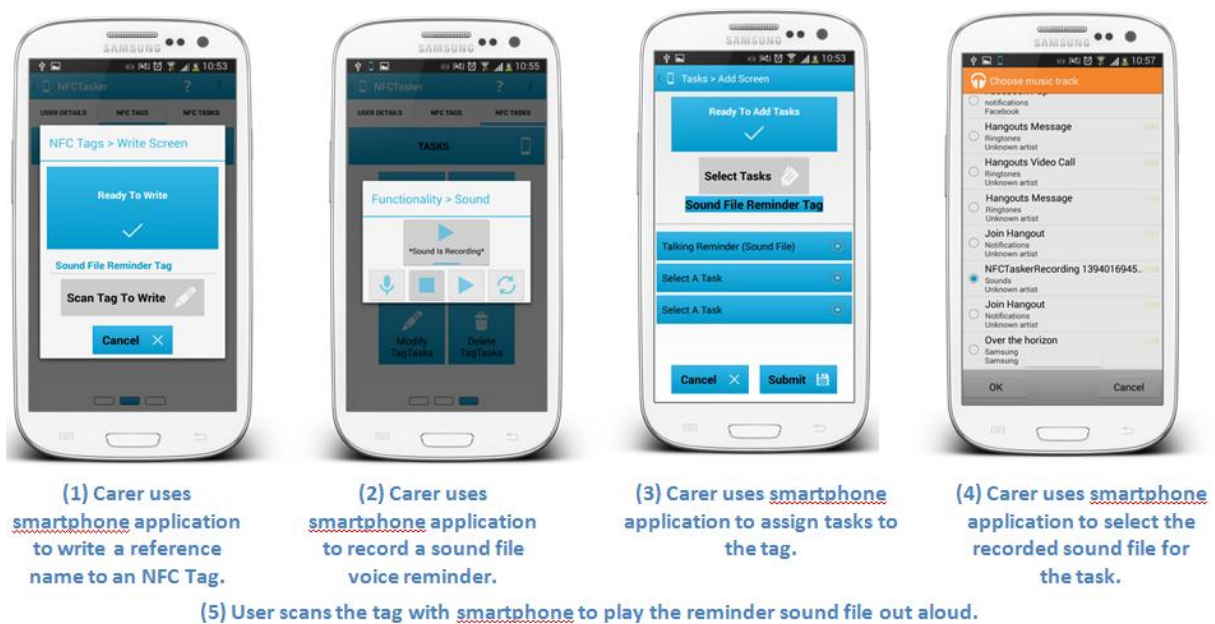 SAMSUNG
10:53
NFCTasker ?
USER DETAILS NFC TAGS NFC TASKS
NFC Tags > Write Screen
Ready To Write
Sound File Reminder Tag
Scan Tag To Write
Cancel
SAMSUNG
10:55
NFCTasker ?
USER DETAILS NFC TAGS NFC TASKS
TASKS
Functionality > Sound
*Sound Is Recording*
Modify
TagTasks
Delete
TagTasks
SAMSUNG
10:53
Tasks > Add Screen
Ready To Add Tasks
Select Tasks
Sound File Reminder Tag
Talking Reminder (Sound File)
Select A Task
Select A Task
Cancel
Submit
SAMSUNG
10:57
Choose music track
notifications
Facebook
Hangouts Message
Ringtones
Unknown artist
Hangouts Video Call
Ringtones
Unknown artist
Hangouts Message
Ringtones
Unknown artist
Join Hangout
Notifications
Unknown artist
NFCTaskerRecording 1394016945..
Sounds
Unknown artist
Join Hangout
Notifications
Unknown artist
Over the horizon
Samsung
Samsung
OK
Cancel
(1) Carer uses
smartphone application
to write a reference
name to an NFC Tag.
(2) Carer uses
smartphone application
to record a sound file
voice reminder.
(3) Carer uses smartphone
application to assign tasks to
the tag.
(4) Carer uses smartphone
application to select the
recorded sound file for
the task.
(5) User scans the tag with smartphone to play the reminder sound file out aloud.